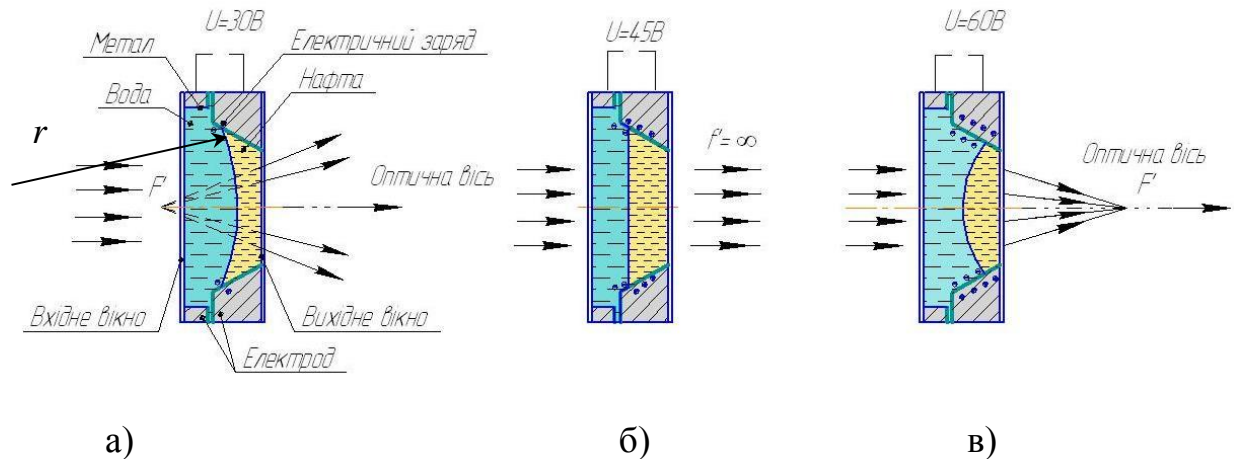 U=30В
Метал
Електричний заряд
Нафта
Вода
r
F'
Оптична вісь
Вхідне вікно
Вихідне вікно
Електрод
а)
U=45В
f'= ∞
б)
U=60В
Оптична вісь
F'
в)